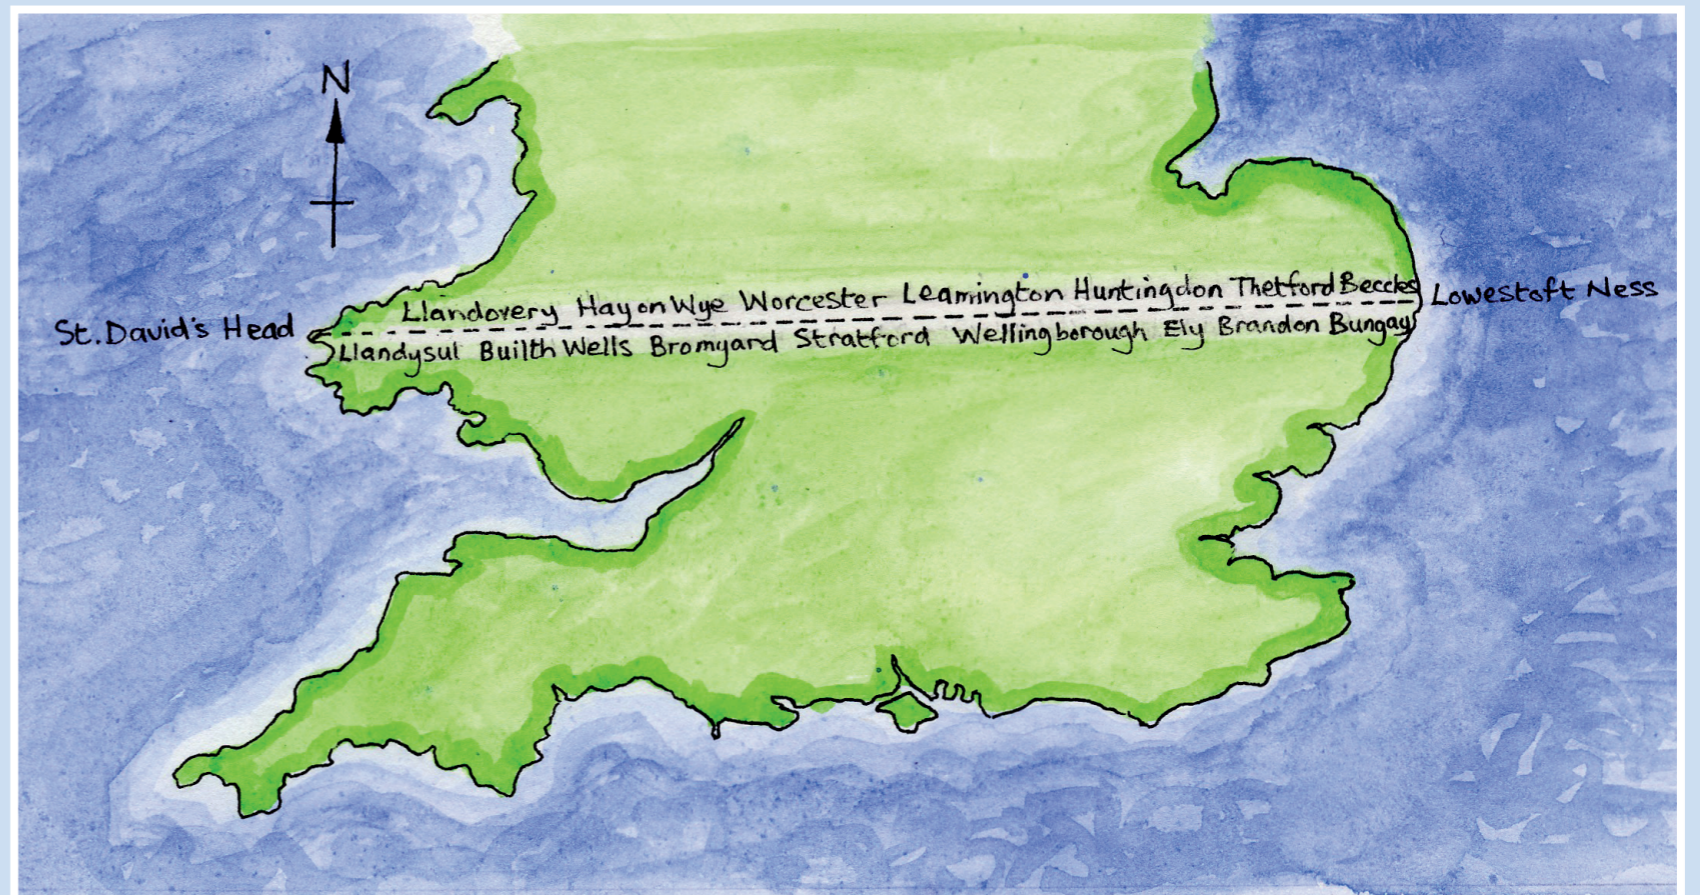 N
Llandovery Hay on Wye Worcester Leamington Huntingdon Thetford Beccles
Lowestoft Ness
St. David's Head
Llandysul Builth Wells Bromyard Stratford Wellingborough Ely Brandon Bungay